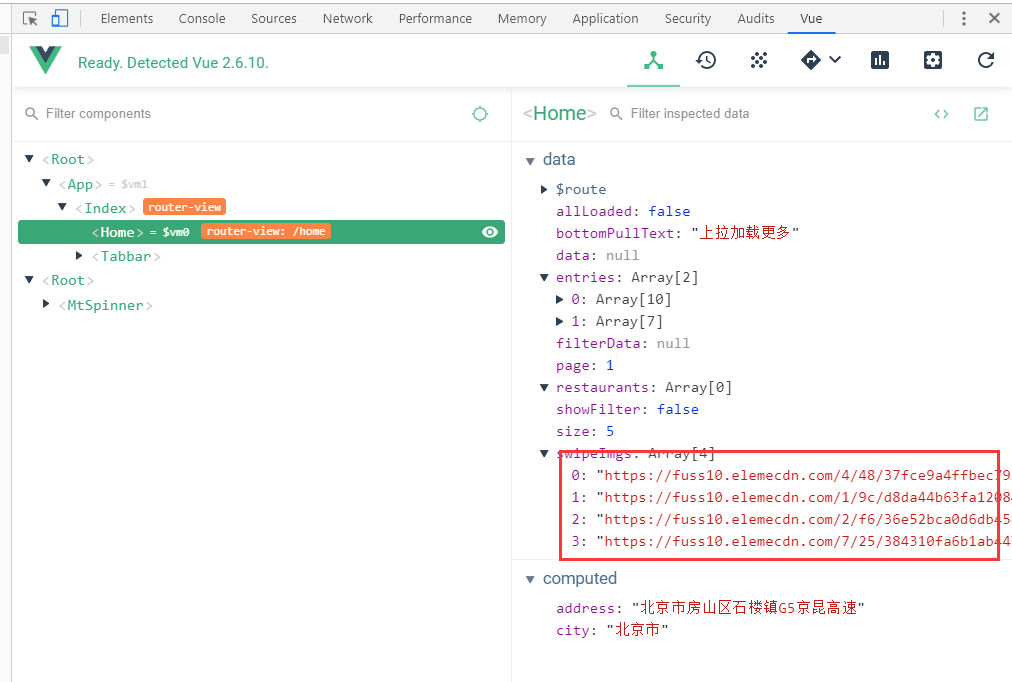 Elements Console Sources Network Performance Memory Application Security Audits Vue
Ready. Detected Vue 2.6.10.
Filter components
<Root>
<App> = $vm1
<Index> router-view
<Home> = $vm0 router-view: /home
<Tabbar>
<Root>
<MtSpinner>
<Home> Filter inspected data
data
$route
allLoaded: false
bottomPullText: "上拉加载更多"
data: null
entries: Array[2]
0: Array[10]
1: Array[7]
filterData: null
page: 1
restaurants: Array[0]
showFilter: false
size: 5
swipeImgs: Array[4]
0: "https://fuss10.elemecdn.com/4/48/37fce9a4ffbec79
1: "https://fuss10.elemecdn.com/1/9c/d8da44b63fa1208
2: "https://fuss10.elemecdn.com/2/f6/36e52bca0d6db45
3: "https://fuss10.elemecdn.com/7/25/384310fa6b1ab44
computed
address: "北京市房山区石楼镇G5京昆高速"
city: "北京市"